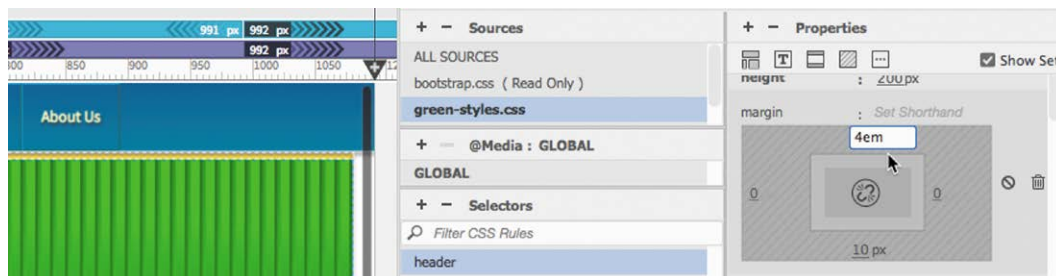 991 px 992 px
992 px
800 850 900 950 1000 1050
About Us
+ − Sources
ALL SOURCES
bootstrap.css ( Read Only )
green-styles.css
+ − @Media : GLOBAL
GLOBAL
+ − Selectors
Filter CSS Rules
header
+ − Properties
T Show Set
height : 200 px
margin : Set Shorthand
4em
0 0
10 px